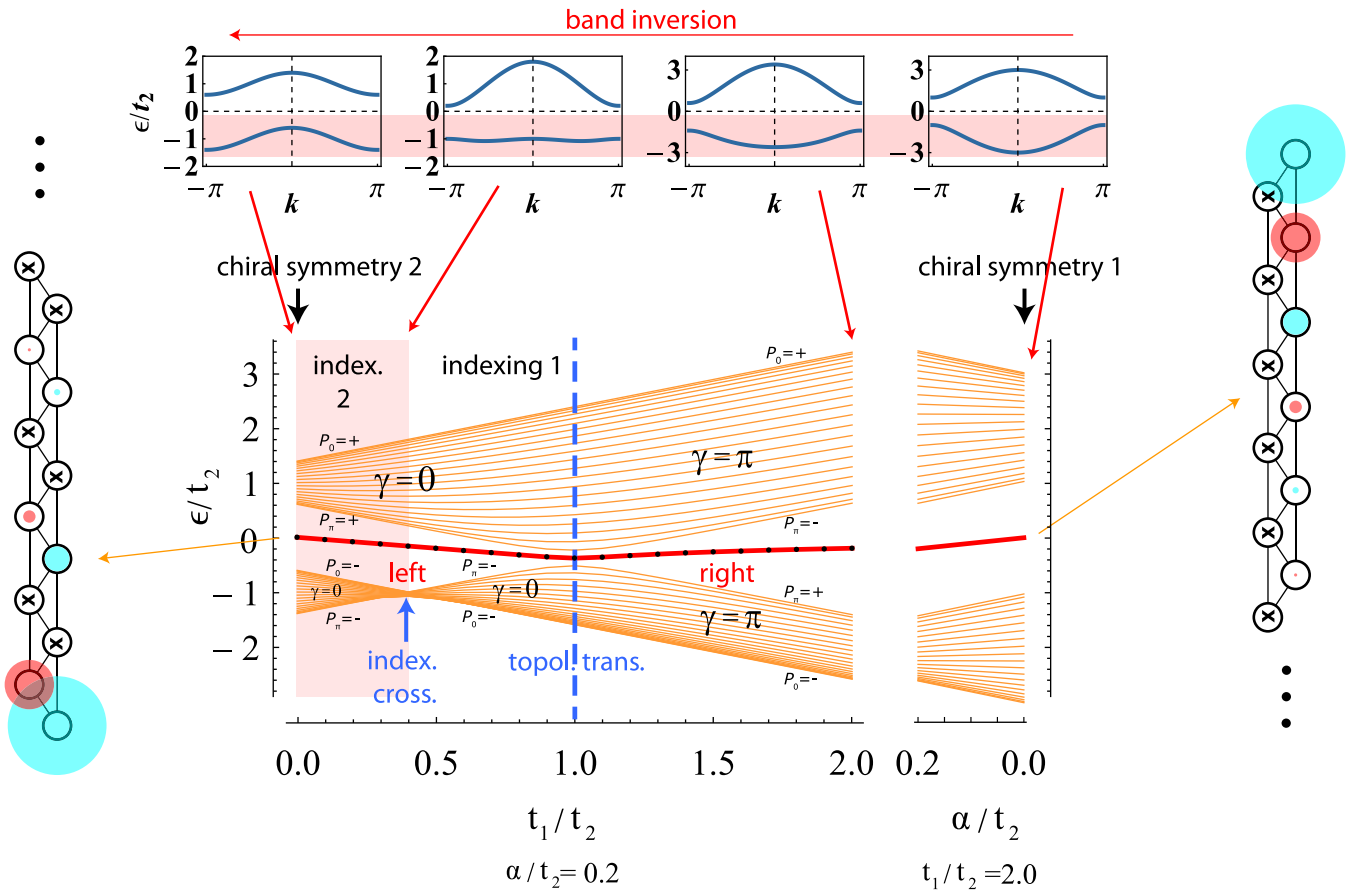 band inversion
ϵ/t₂
2
1
0
−1
−2
−π
π
k
2
1
0
−1
−2
−π
π
k
3
0
−3
−π
π
k
3
0
−3
−π
π
k
chiral symmetry 2
chiral symmetry 1
index.
2
indexing 1
P₀=+
P₀=+
γ=0
γ=π
Pπ=+
Pπ=-
P₀=-
left
Pπ=-
right
γ=0
γ=0
Pπ=+
Pπ=-
P₀=-
γ=π
index.
cross.
topol. trans.
P₀=-
ϵ/t₂
3
2
1
0
−1
−2
0.0
0.5
1.0
1.5
2.0
0.2
0.0
t₁/t₂
α/t₂
α/t₂=0.2
t₁/t₂=2.0
x
x
x
x
x
x
x
x
x
x
x
x